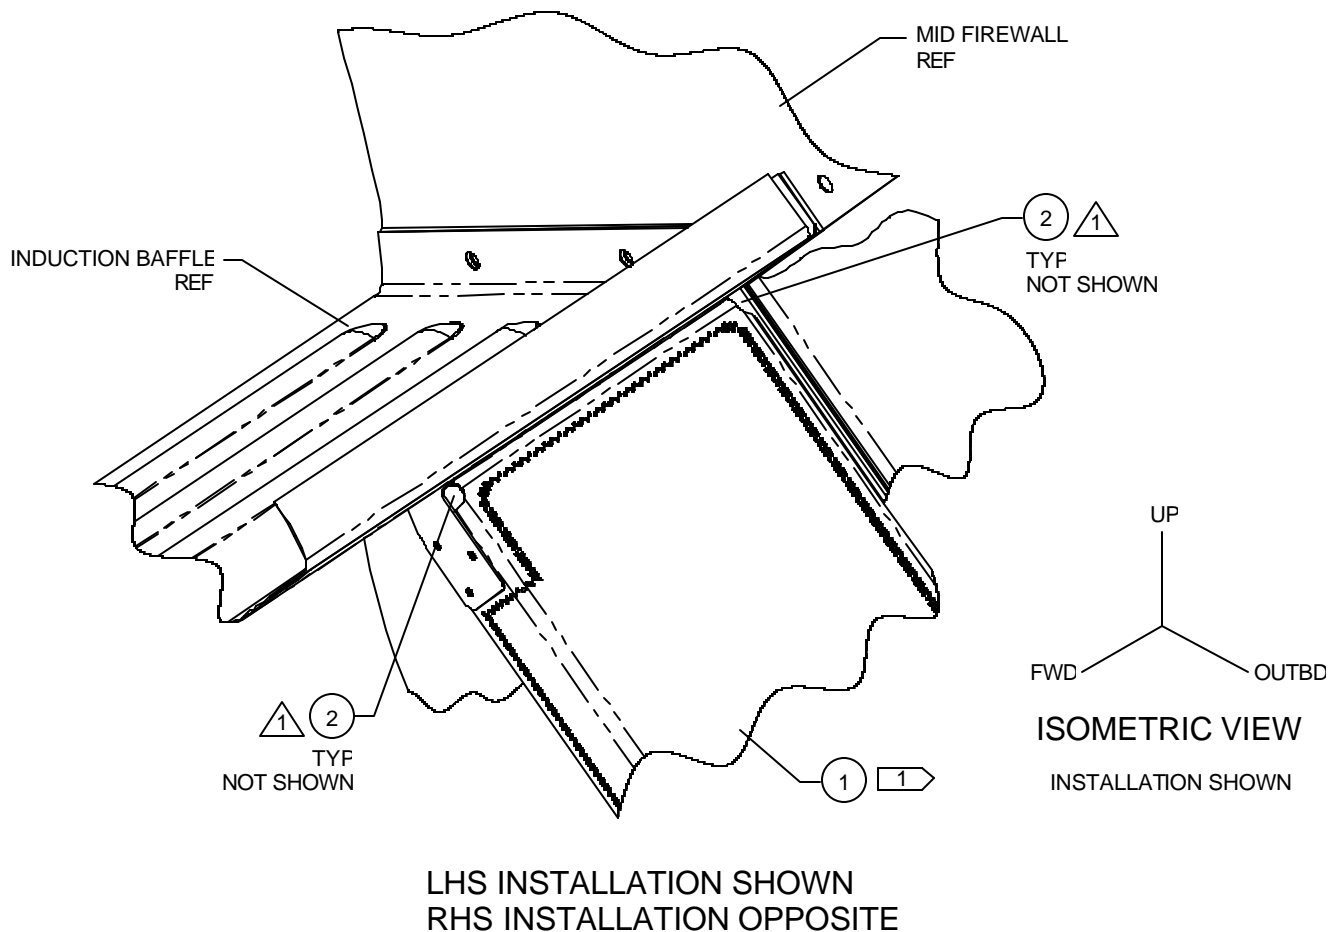 MID FIREWALL
REF
2 1
TYP
NOT SHOWN
INDUCTION BAFFLE
REF
UP
FWD
OUTBD
ISOMETRIC VIEW
INSTALLATION SHOWN
1 2
TYP
NOT SHOWN
1 1
LHS INSTALLATION SHOWN
RHS INSTALLATION OPPOSITE